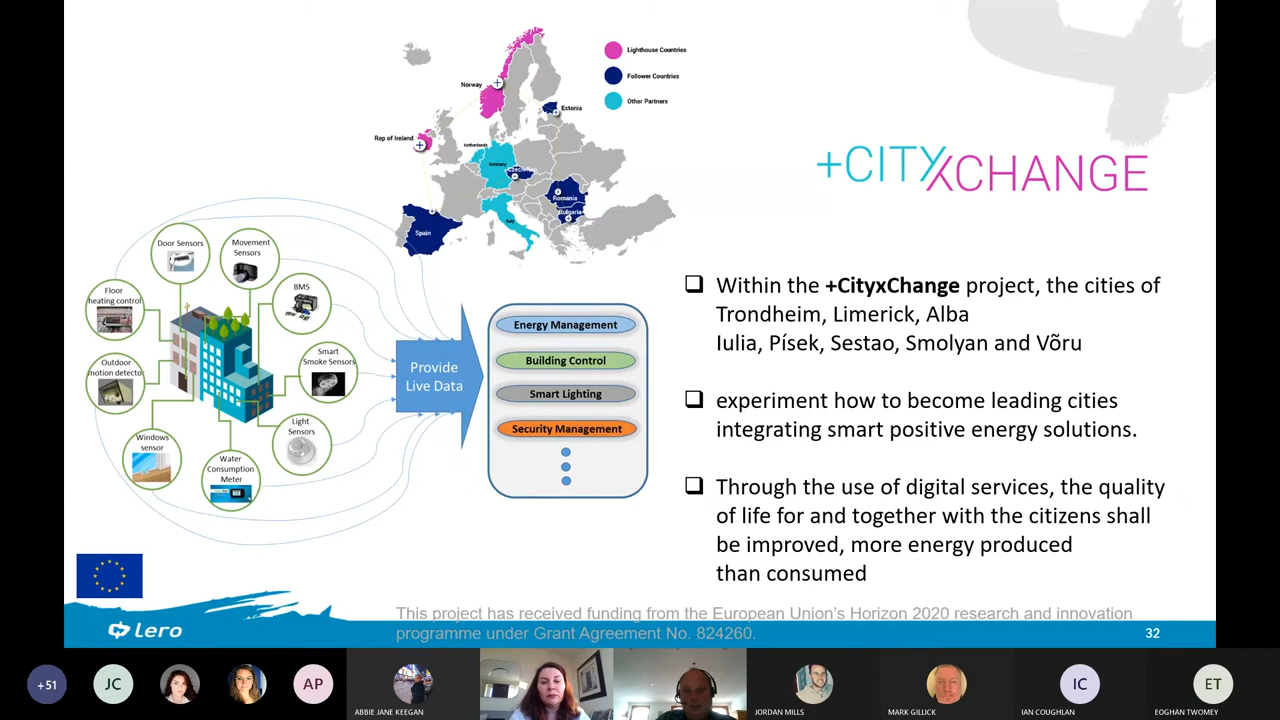 Lighthouse Countries
Follower Countries
Other Partners
Norway
Estonia
Rep of Ireland
Netherlands
Germany
Romania
Bulgaria
Italy
Spain
+CITYXCHANGE
Door Sensors
Movement
Sensors
Floor
heating control
BMS
Outdoor
motion detector
Smart
Smoke Sensors
Light
Sensors
Windows
sensor
Water
Consumption
Meter
Provide
Live Data
Energy Management
Building Control
Smart Lighting
Security Management
Within the +CityxChange project, the cities of
Trondheim, Limerick, Alba
Iulia, Písek, Sestao, Smolyan and Võru
experiment how to become leading cities
integrating smart positive energy solutions.
Through the use of digital services, the quality
of life for and together with the citizens shall
be improved, more energy produced
than consumed
This project has received funding from the European Union's Horizon 2020 research and innovation
programme under Grant Agreement No. 824260.
lero
32
+51
JC
AP
ABBIE JANE KEEGAN
JORDAN MILLS
MARK GILLICK
IC
IAN COUGHLAN
ET
EOGHAN TWOMEY